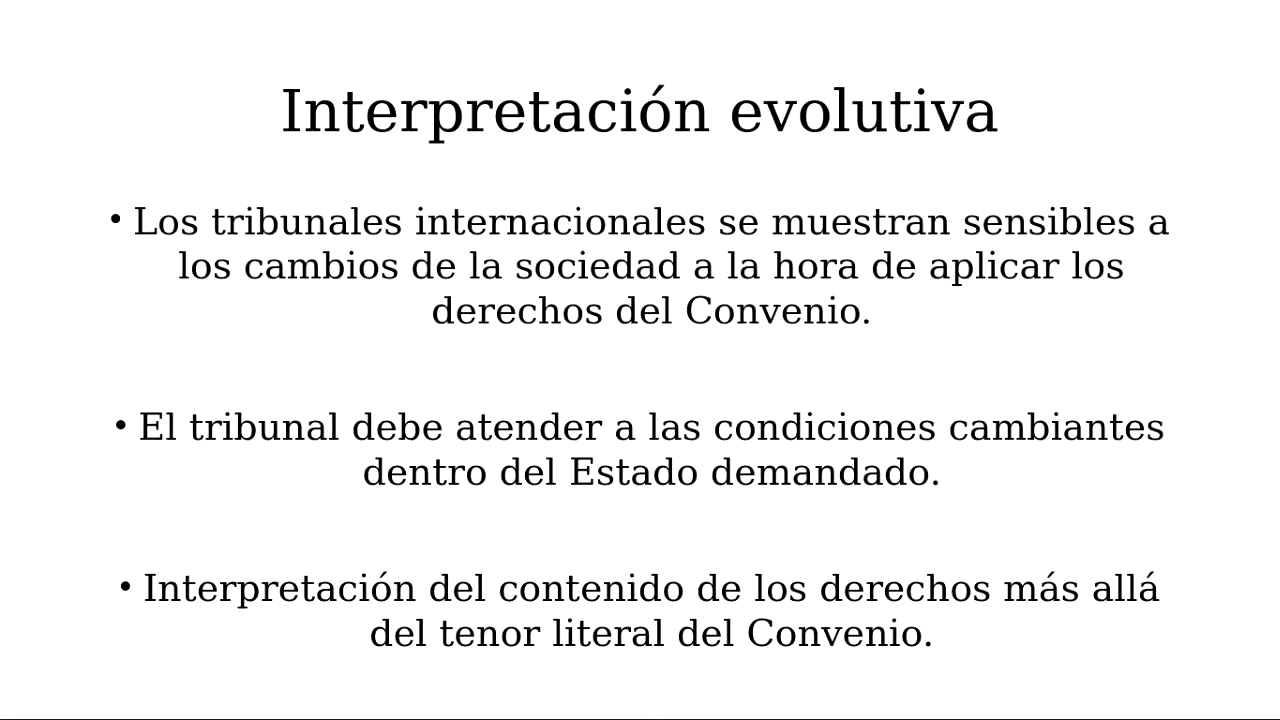 Interpretación evolutiva
• Los tribunales internacionales se muestran sensibles a
los cambios de la sociedad a la hora de aplicar los
derechos del Convenio.
• El tribunal debe atender a las condiciones cambiantes
dentro del Estado demandado.
• Interpretación del contenido de los derechos más allá
del tenor literal del Convenio.